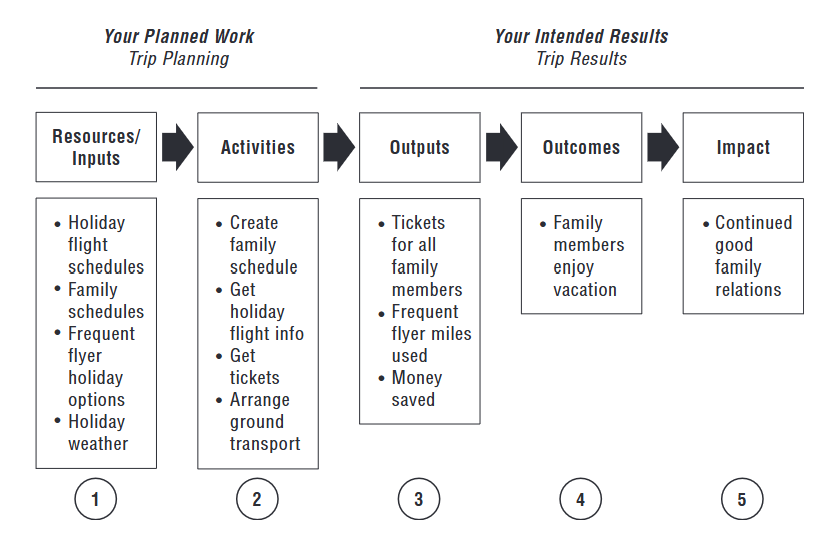 Your Planned Work
Trip Planning
Your Intended Results
Trip Results
Resources/
Inputs
Activities
Outputs
Outcomes
Impact
• Holiday
flight
schedules
• Family
schedules
• Frequent
flyer
holiday
options
• Holiday
weather
• Create
family
schedule
• Get
holiday
flight info
• Get
tickets
• Arrange
ground
transport
• Tickets
for all
family
members
• Frequent
flyer miles
used
• Money
saved
• Family
members
enjoy
vacation
• Continued
good
family
relations
1
2
3
4
5